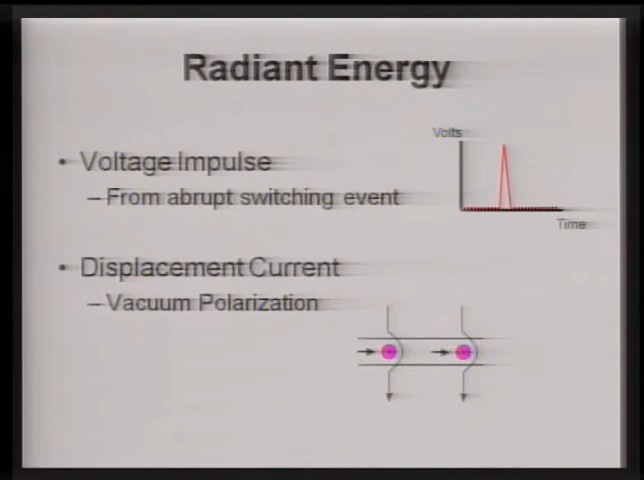 Radiant Energy
• Voltage Impulse
– From abrupt switching event
Volts
Time
• Displacement Current
– Vacuum Polarization